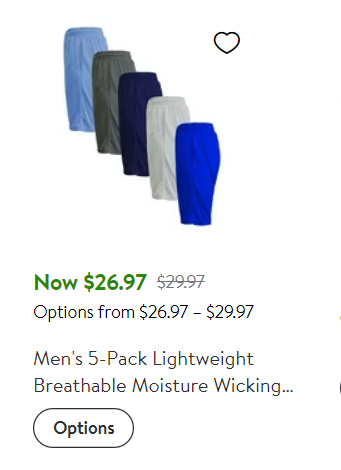 Now $26.97 $29.97
Options from $26.97 – $29.97
Men's 5-Pack Lightweight
Breathable Moisture Wicking...
Options